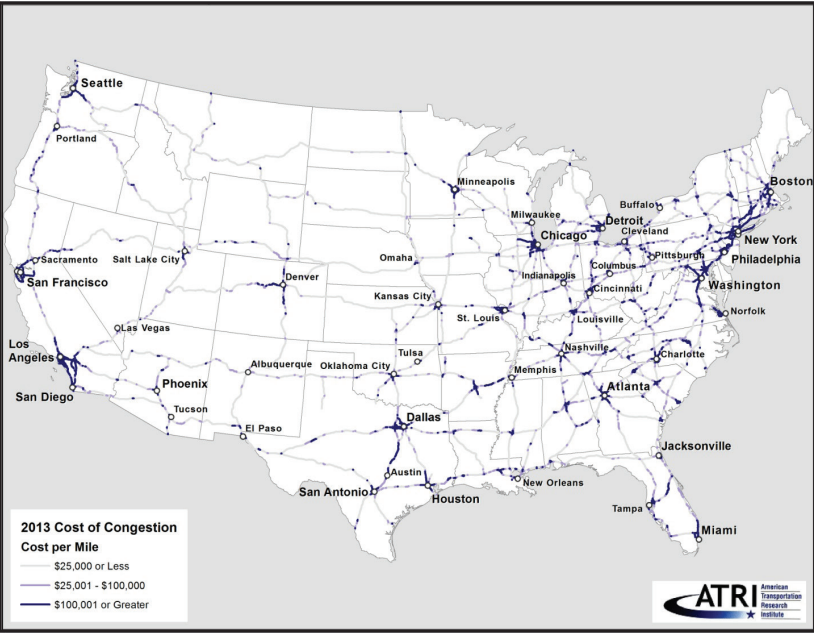 Seattle
Portland
Minneapolis
Boston
Buffalo
Milwaukee
Detroit
Chicago
Cleveland
New York
Sacramento
Salt Lake City
Omaha
Pittsburgh
Philadelphia
San Francisco
Denver
Indianapolis
Columbus
Washington
Kansas City
Cincinnati
St. Louis
Norfolk
Louisville
Las Vegas
Los
Angeles
Tulsa
Nashville
Charlotte
Albuquerque
Oklahoma City
Memphis
Phoenix
Atlanta
San Diego
Tucson
Dallas
El Paso
Jacksonville
Austin
San Antonio
Houston
New Orleans
Tampa
Miami
2013 Cost of Congestion
Cost per Mile
$25,000 or Less
$25,001 - $100,000
$100,001 or Greater
ATRI
American
Transportation
Research
Institute